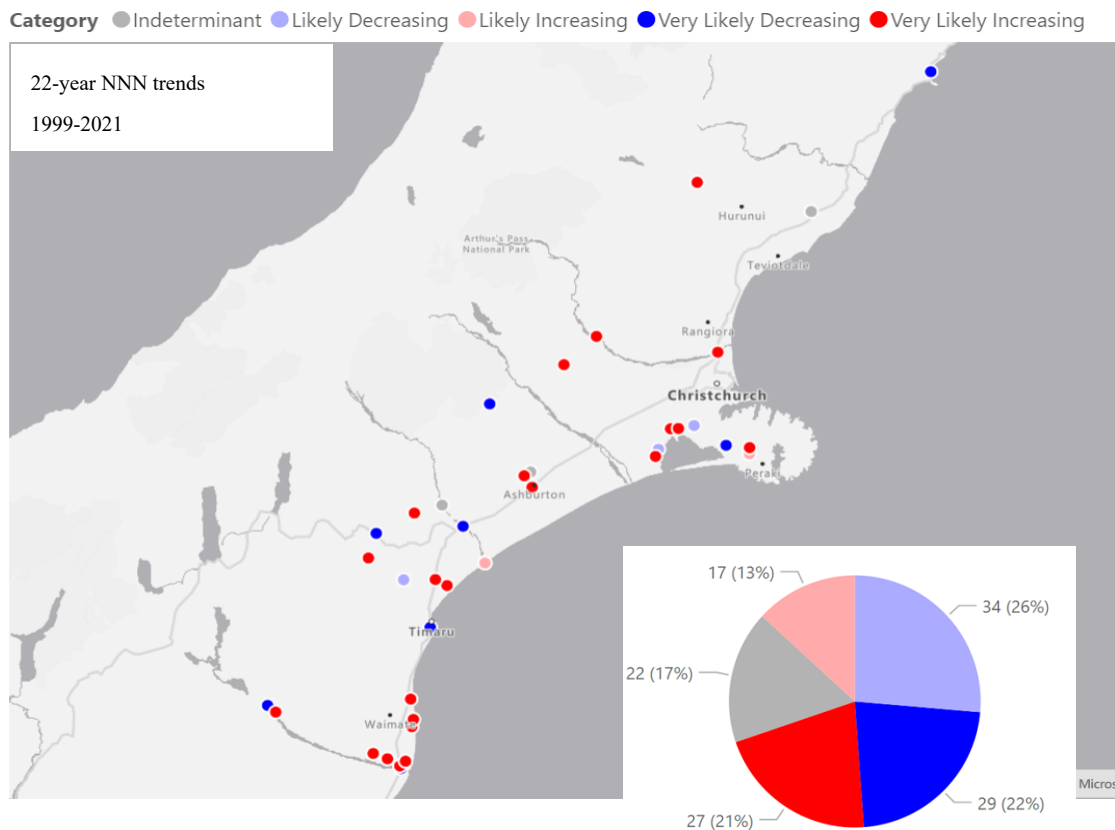 Category Indeterminant Likely Decreasing Likely Increasing Very Likely Decreasing Very Likely Increasing
22-year NNN trends
1999-2021
Hurunui
Arthur's Pass
National Park
Teviotdale
Rangiora
Christchurch
Peraki
Ashburton
Timaru
Waimate
17 (13%)
34 (26%)
22 (17%)
29 (22%)
27 (21%)
Micros